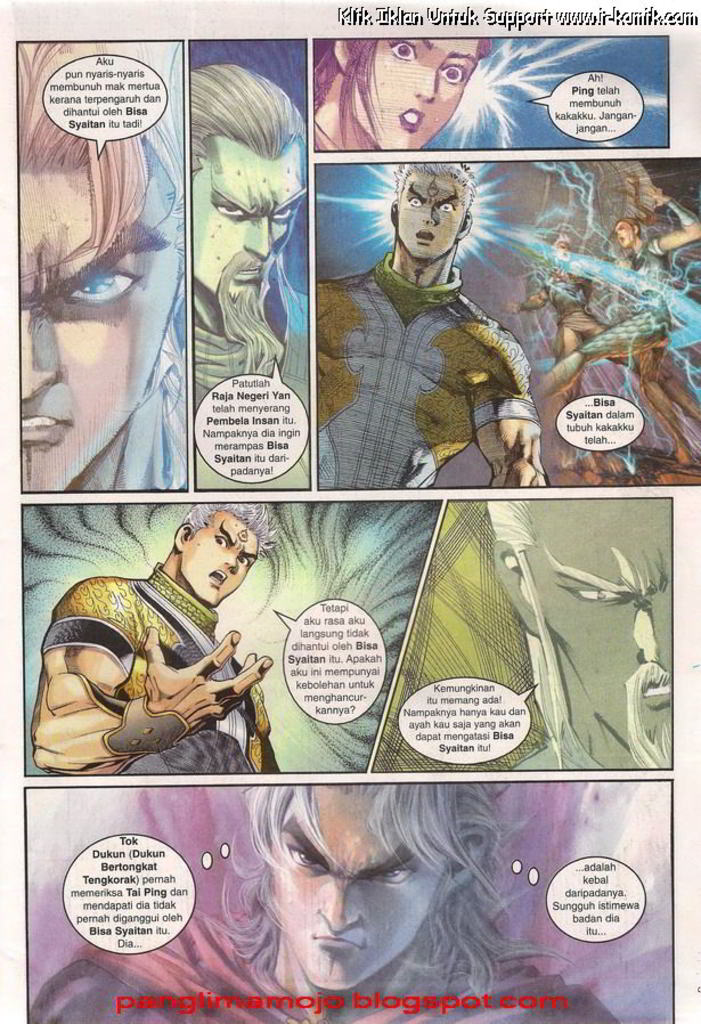 Klik Iklan Untuk Support www.ir-komik.com
Aku
pun nyaris-nyaris
membunuh mak mertua
kerana terpengaruh dan
dihantui oleh Bisa
Syaitan itu tadi!
Patutlah
Raja Negeri Yan
telah menyerang
Pembela Insan itu.
Nampaknya dia ingin
merampas Bisa
Syaitan itu dari-
padanya!
Ah!
Ping telah
membunuh
kakakku. Jangan-
jangan...
...Bisa
Syaitan dalam
tubuh kakakku
telah...
Tetapi
aku rasa aku
langsung tidak
dihantui oleh Bisa
Syaitan itu. Apakah
aku ini mempunyai
kebolehan untuk
menghancur-
kannya?
Kemungkinan
itu memang ada!
Nampaknya hanya kau dan
ayah kau saja yang akan
dapat mengatasi Bisa
Syaitan itu!
Tok
Dukun (Dukun
Bertongkat
Tengkorak) pernah
memeriksa Tai Ping dan
mendapati dia tidak
pernah diganggui oleh
Bisa Syaitan itu.
Dia...
...adalah
kebal
daripadanya.
Sungguh istimewa
badan dia
itu...
panglimamojo.blogspot.com